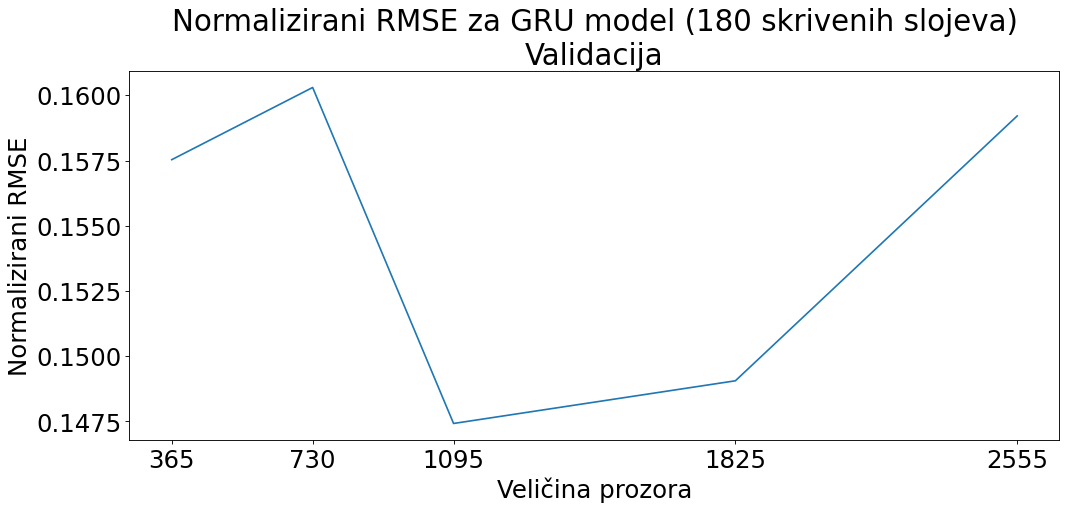 Normalizirani RMSE za GRU model (180 skrivenih slojeva)
Validacija
Normalizirani RMSE
0.1600
0.1575
0.1550
0.1525
0.1500
0.1475
365 730 1095 1825 2555
Veličina prozora